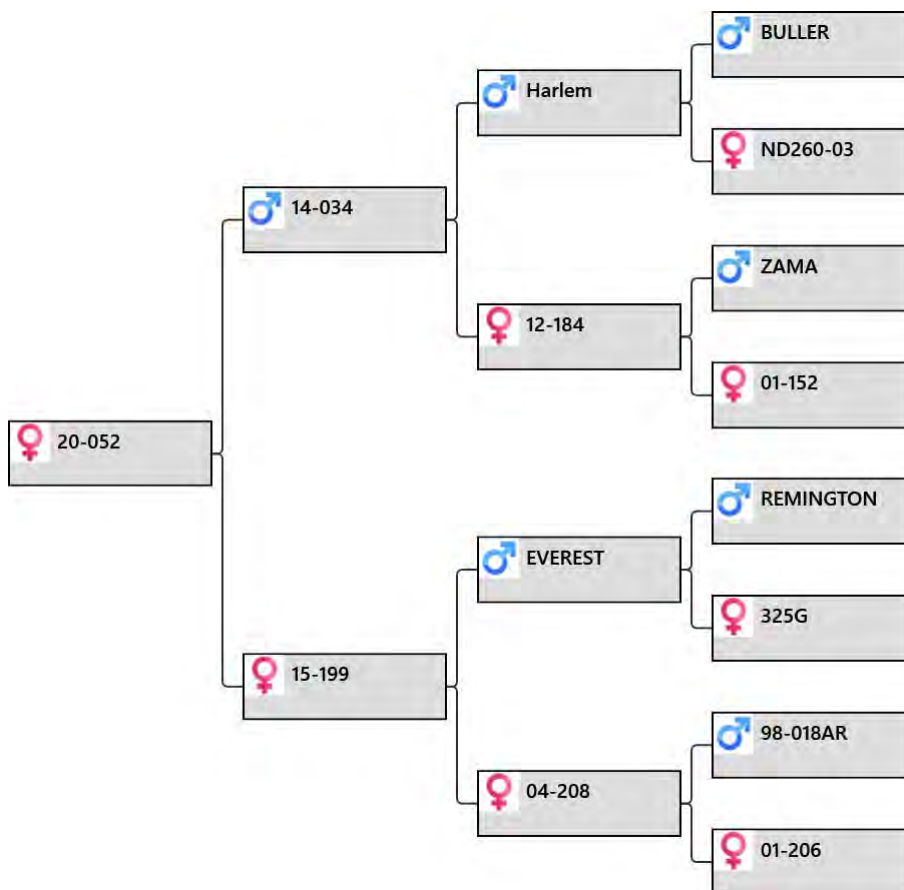 BULLER
Harlem
ND260-03
14-034
ZAMA
12-184
01-152
20-052
REMINGTON
EVEREST
325G
15-199
98-018AR
04-208
01-206